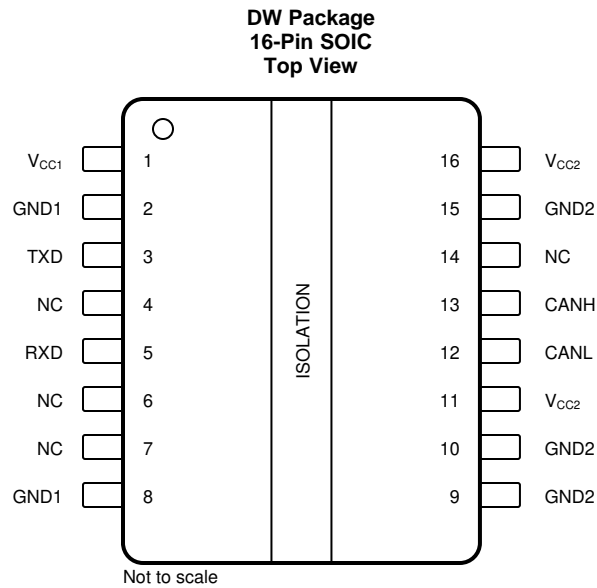 DW Package
16-Pin SOIC
Top View
VCC1 1 16 VCC2
GND1 2 15 GND2
TXD 3 14 NC
NC 4 13 CANH
RXD 5 12 CANL
NC 6 11 VCC2
NC 7 10 GND2
GND1 8 9 GND2
ISOLATION
Not to scale